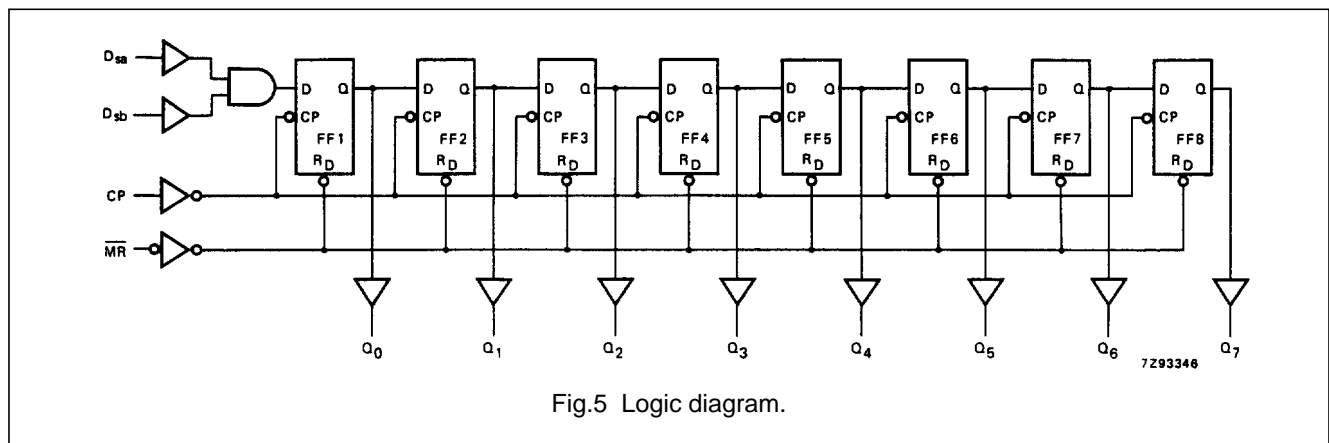 Dsa
Dsb
CP
MR
D Q CP FF1 RD
D Q CP FF2 RD
D Q CP FF3 RD
D Q CP FF4 RD
D Q CP FF5 RD
D Q CP FF6 RD
D Q CP FF7 RD
D Q CP FF8 RD
Q0 Q1 Q2 Q3 Q4 Q5 Q6 Q7
7Z93346
Fig.5 Logic diagram.